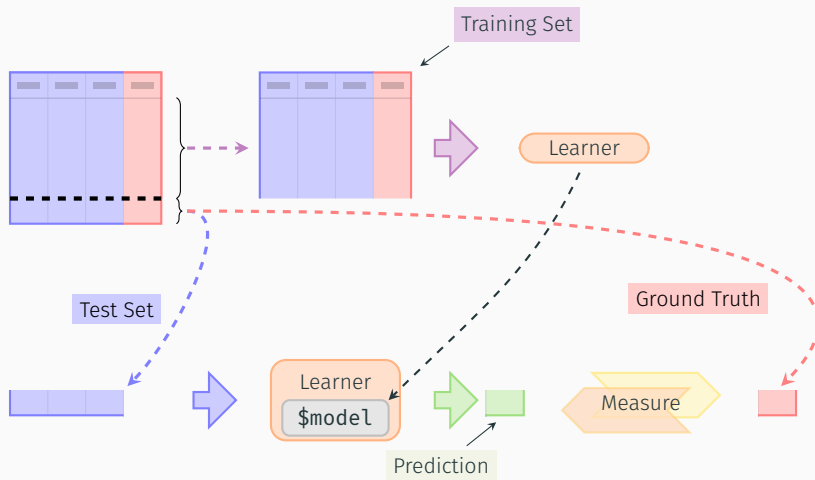 Training Set
Learner
Test Set
Ground Truth
Learner
$model
Measure
Prediction